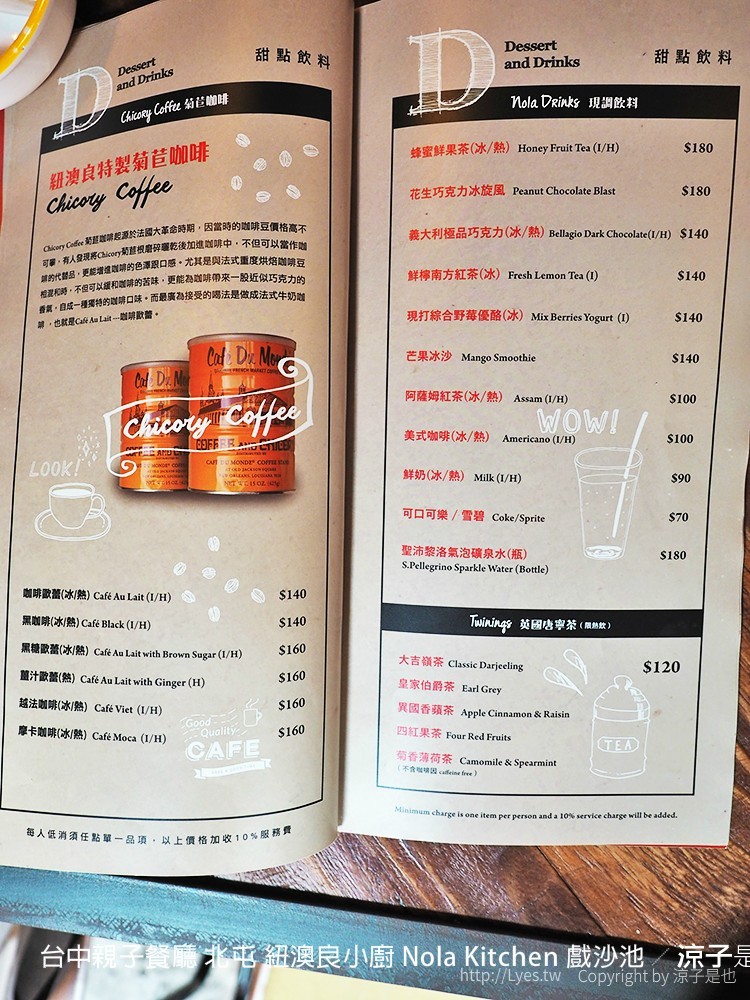 Dessert
and Drinks
甜點飲料
Chicory Coffee 菊苣咖啡
紐澳良特製菊苣咖啡
Chicory Coffee
Chicory Coffee 菊苣咖啡起源於法國大革命時期，因當時的咖啡豆價格高不
可攀，有人發現將Chicory菊苣根磨碎曬乾後加進咖啡中，不但可以當作咖
啡的代替品，更能增進咖啡的色澤跟口感。尤其是與法式重度烘焙咖啡豆
相混和時，不但可以緩和咖啡的苦味，更能為咖啡帶來一股近似巧克力的
香氣，自成一種獨特的咖啡口味。而最廣為接受的喝法是做成法式牛奶咖
啡，也就是Café Au Lait ...咖啡歐蕾。
Chicory Coffee
LOOK!
咖啡歐蕾(冰/熱) Café Au Lait (I/H) $140
黑咖啡(冰/熱) Café Black (I/H) $140
黑糖歐蕾(冰/熱) Café Au Lait with Brown Sugar (I/H) $160
薑汁歐蕾(熱) Café Au Lait with Ginger (H) $160
越法咖啡(冰/熱) Café Viet (I/H) $160
摩卡咖啡(冰/熱) Café Moca (I/H) $160
Good
Quality
CAFE
每人低消須任點單一品項，以上價格加收10%服務費
D
Dessert
and Drinks
甜點飲料
Nola Drinks 現調飲料
蜂蜜鮮果茶(冰/熱) Honey Fruit Tea (I/H) $180
花生巧克力冰旋風 Peanut Chocolate Blast $180
義大利極品巧克力(冰/熱) Bellagio Dark Chocolate(I/H) $140
鮮檸南方紅茶(冰) Fresh Lemon Tea (I) $140
現打綜合野莓優酪(冰) Mix Berries Yogurt (I) $140
芒果冰沙 Mango Smoothie $140
阿薩姆紅茶(冰/熱) Assam (I/H) $100
WOW!
美式咖啡(冰/熱) Americano (I/H) $100
鮮奶(冰/熱) Milk (I/H) $90
可口可樂 / 雪碧 Coke/Sprite $70
聖沛黎洛氣泡礦泉水(瓶) $180
S.Pellegrino Sparkle Water (Bottle)
Twinings 英國唐寧茶(限熱飲)
大吉嶺茶 Classic Darjeeling $120
皇家伯爵茶 Earl Grey
異國香蘋茶 Apple Cinnamon & Raisin
四紅果茶 Four Red Fruits
菊香薄荷茶 Camomile & Spearmint
(不含咖啡因 caffeine free)
TEA
Minimum charge is one item per person and a 10% service charge will be added.
台中親子餐廳 北屯 紐澳良小廚 Nola Kitchen 戲沙池 ／ 涼子是
http://Lyes.tw Copyright by 涼子是也